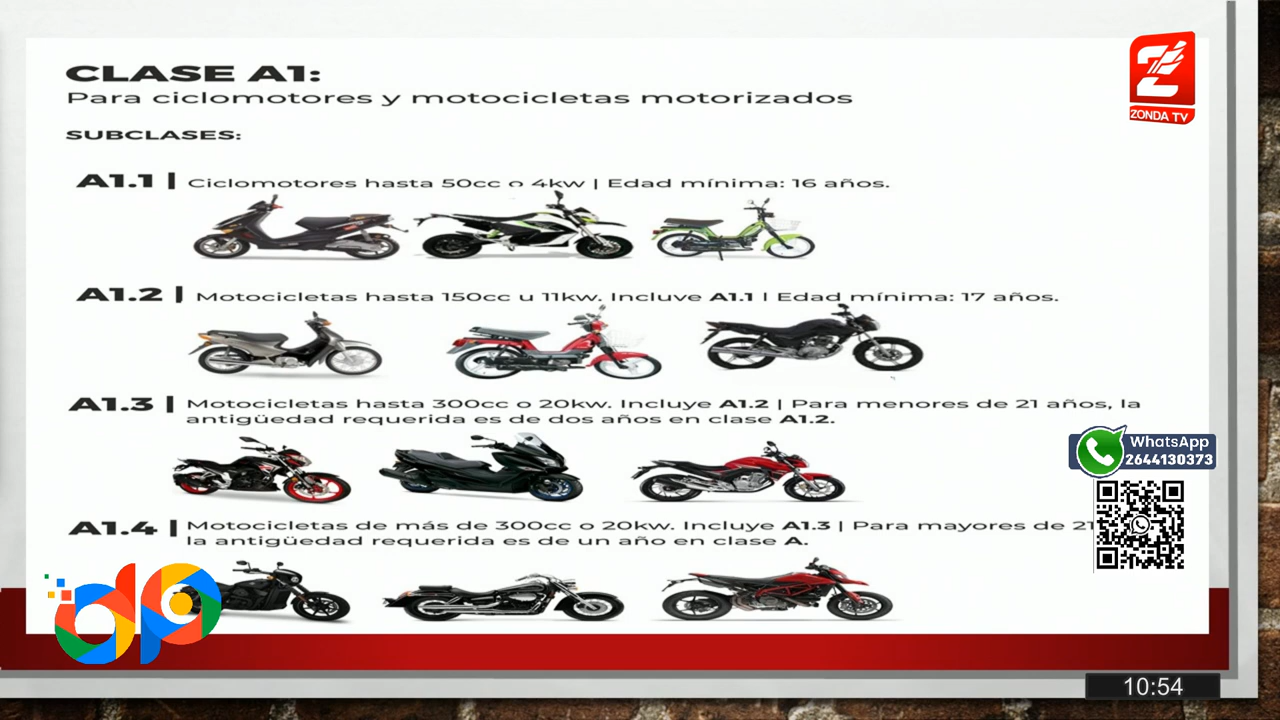 CLASE A1:
Para ciclomotores y motocicletas motorizados
SUBCLASES:
A1.1 | Ciclomotores hasta 50cc o 4kw | Edad mínima: 16 años.
A1.2 | Motocicletas hasta 150cc u 11kw. Incluye A1.1 | Edad mínima: 17 años.
A1.3 | Motocicletas hasta 300cc o 20kw. Incluye A1.2 | Para menores de 21 años, la
antigüedad requerida es de dos años en clase A1.2.
A1.4 | Motocicletas de más de 300cc o 20kw. Incluye A1.3 | Para mayores de 21
la antigüedad requerida es de un año en clase A.
ZONDA TV
WhatsApp
2644130373
dp
10:54